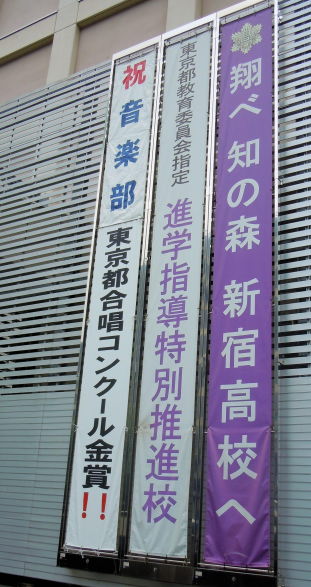 翔べ 知の森 新宿高校へ
東京都教育委員会指定 進学指導特別推進校
祝 音楽部 東京都合唱コンクール金賞!!